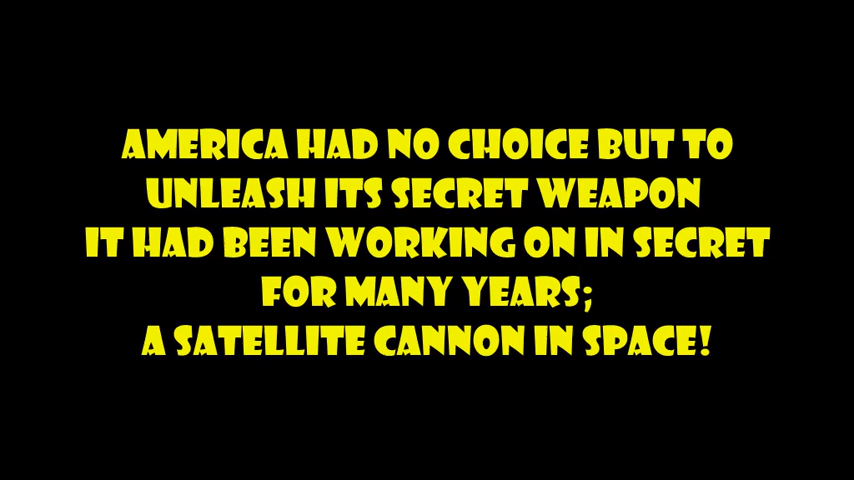 AMERICA HAD NO CHOICE BUT TO
UNLEASH ITS SECRET WEAPON
IT HAD BEEN WORKING ON IN SECRET
FOR MANY YEARS;
A SATELLITE CANNON IN SPACE!